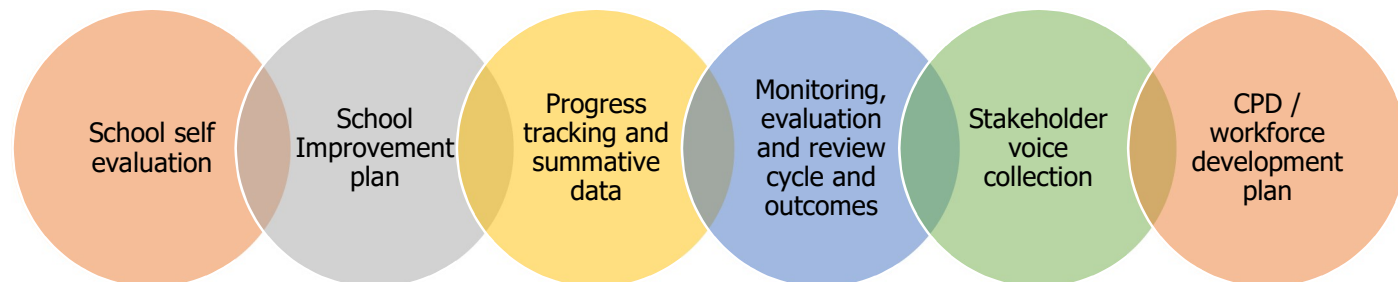 School self
evaluation
School
Improvement
plan
Progress
tracking and
summative
data
Monitoring,
evaluation
and review
cycle and
outcomes
Stakeholder
voice
collection
CPD /
workforce
development
plan